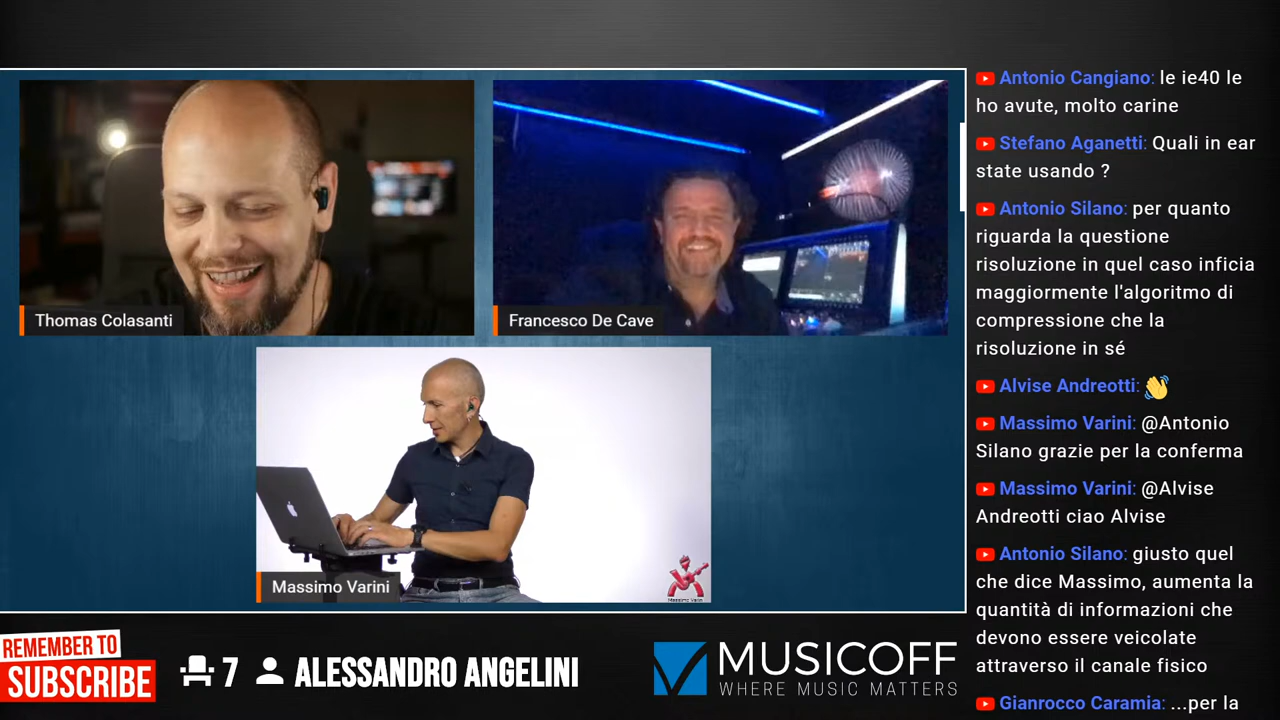 Thomas Colasanti
Francesco De Cave
Massimo Varini
Massimo Varini
REMEMBER TO
SUBSCRIBE
7 ALESSANDRO ANGELINI
MUSICOFF
WHERE MUSIC MATTERS
Antonio Cangiano: le ie40 le
ho avute, molto carine
Stefano Aganetti: Quali in ear
state usando ?
Antonio Silano: per quanto
riguarda la questione
risoluzione in quel caso inficia
maggiormente l'algoritmo di
compressione che la
risoluzione in sé
Alvise Andreotti: 👋
Massimo Varini: @Antonio
Silano grazie per la conferma
Massimo Varini: @Alvise
Andreotti ciao Alvise
Antonio Silano: giusto quel
che dice Massimo, aumenta la
quantità di informazioni che
devono essere veicolate
attraverso il canale fisico
Gianrocco Caramia: ...per la